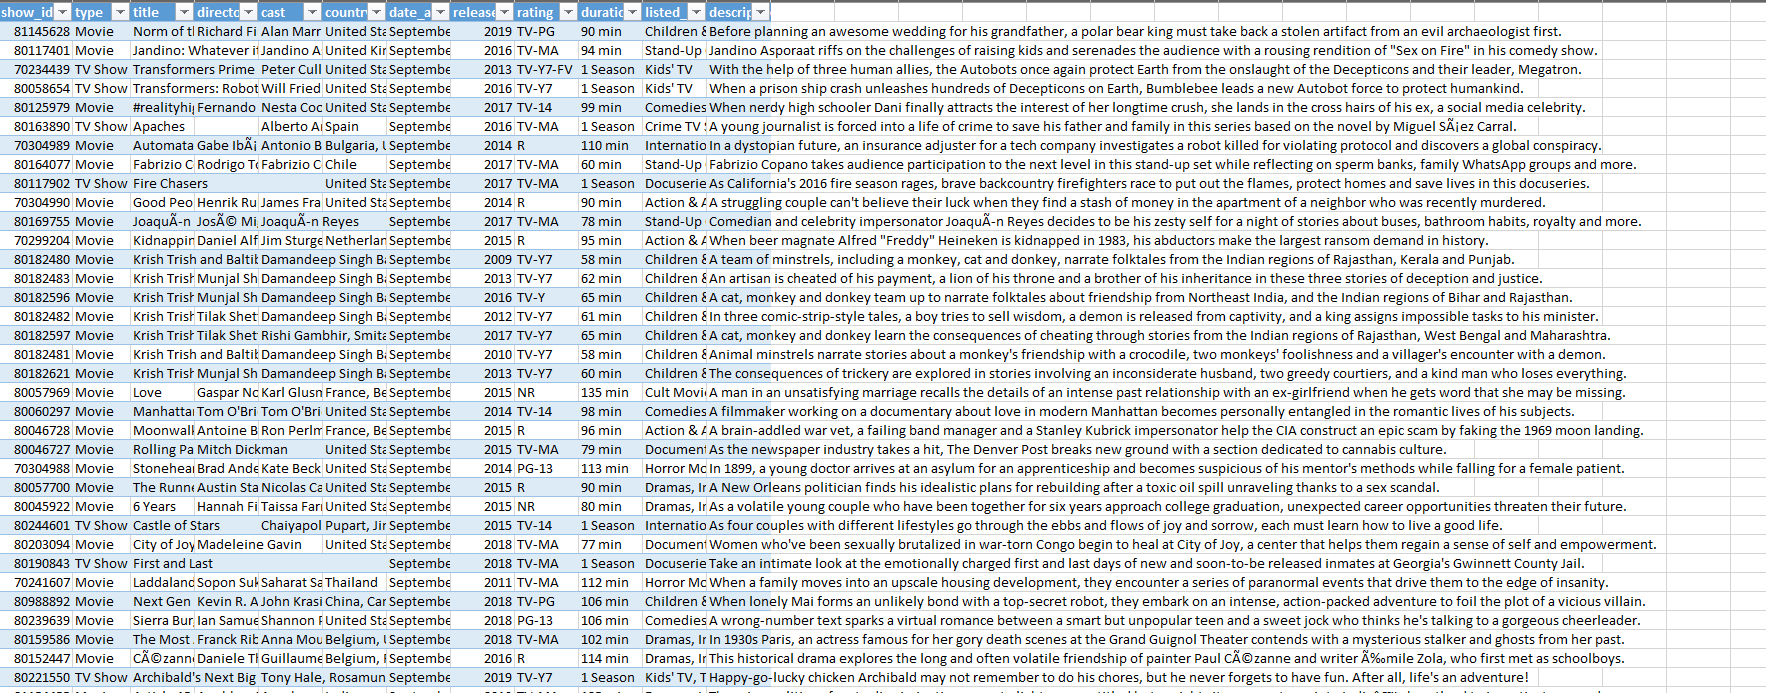 show_id type title directo cast country date_a release rating duratio listed_ descrip
81145628 Movie Norm of tl Richard Fi Alan Marr United Sta Septembe 2019 TV-PG 90 min Children & Before planning an awesome wedding for his grandfather, a polar bear king must take back a stolen artifact from an evil archaeologist first.
80117401 Movie Jandino: Whatever it Jandino A United Kin Septembe 2016 TV-MA 94 min Stand-Up Jandino Asporaat riffs on the challenges of raising kids and serenades the audience with a rousing rendition of "Sex on Fire" in his comedy show.
70234439 TV Show Transformers Prime Peter Cull United Sta Septembe 2013 TV-Y7-FV 1 Season Kids' TV With the help of three human allies, the Autobots once again protect Earth from the onslaught of the Decepticons and their leader, Megatron.
80058654 TV Show Transformers: Robot Will Fried United Sta Septembe 2016 TV-Y7 1 Season Kids' TV When a prison ship crash unleashes hundreds of Decepticons on Earth, Bumblebee leads a new Autobot force to protect humankind.
80125979 Movie #realityhig Fernando Nesta Coc United Sta Septembe 2017 TV-14 99 min Comedies When nerdy high schooler Dani finally attracts the interest of her longtime crush, she lands in the cross hairs of his ex, a social media celebrity.
80163890 TV Show Apaches Alberto A Spain Septembe 2016 TV-MA 1 Season Crime TV A young journalist is forced into a life of crime to save his father and family in this series based on the novel by Miguel SÃ¡ez Carral.
70304989 Movie Automata Gabe IbÃ¡ Antonio B Bulgaria, U Septembe 2014 R 110 min Internatio In a dystopian future, an insurance adjuster for a tech company investigates a robot killed for violating protocol and discovers a global conspiracy.
80164077 Movie Fabrizio C Rodrigo To Fabrizio C Chile Septembe 2017 TV-MA 60 min Stand-Up Fabrizio Copano takes audience participation to the next level in this stand-up set while reflecting on sperm banks, family WhatsApp groups and more.
80117902 TV Show Fire Chasers United Sta Septembe 2017 TV-MA 1 Season Docuserie As California's 2016 fire season rages, brave backcountry firefighters race to put out the flames, protect homes and save lives in this docuseries.
70304990 Movie Good Peo Henrik Ru James Fra United Sta Septembe 2014 R 90 min Action & A A struggling couple can't believe their luck when they find a stash of money in the apartment of a neighbor who was recently murdered.
80169755 Movie JoaquÃ-n JosÃ© Mi JoaquÃ-n Reyes Septembe 2017 TV-MA 78 min Stand-Up Comedian and celebrity impersonator JoaquÃ-n Reyes decides to be his zesty self for a night of stories about buses, bathroom habits, royalty and more.
70299204 Movie Kidnappin Daniel Alf Jim Sturge Netherlan Septembe 2015 R 95 min Action & A When beer magnate Alfred "Freddy" Heineken is kidnapped in 1983, his abductors make the largest ransom demand in history.
80182480 Movie Krish Trish and Baltib Damandeep Singh Ba Septembe 2009 TV-Y7 58 min Children & A team of minstrels, including a monkey, cat and donkey, narrate folktales from the Indian regions of Rajasthan, Kerala and Punjab.
80182483 Movie Krish Trish Munjal Sh Damandeep Singh Ba Septembe 2013 TV-Y7 62 min Children & An artisan is cheated of his payment, a lion of his throne and a brother of his inheritance in these three stories of deception and justice.
80182596 Movie Krish Trish Munjal Sh Damandeep Singh Ba Septembe 2016 TV-Y 65 min Children & A cat, monkey and donkey team up to narrate folktales about friendship from Northeast India, and the Indian regions of Bihar and Rajasthan.
80182482 Movie Krish Trish Tilak Shet Damandeep Singh Ba Septembe 2012 TV-Y7 61 min Children & In three comic-strip-style tales, a boy tries to sell wisdom, a demon is released from captivity, and a king assigns impossible tasks to his minister.
80182597 Movie Krish Trish Tilak Shet Rishi Gambhir, Smita Septembe 2017 TV-Y7 65 min Children & A cat, monkey and donkey learn the consequences of cheating through stories from the Indian regions of Rajasthan, West Bengal and Maharashtra.
80182481 Movie Krish Trish and Baltib Damandeep Singh Ba Septembe 2010 TV-Y7 58 min Children & Animal minstrels narrate stories about a monkey's friendship with a crocodile, two monkeys' foolishness and a villager's encounter with a demon.
80182621 Movie Krish Trish Munjal Sh Damandeep Singh Ba Septembe 2013 TV-Y7 60 min Children & The consequences of trickery are explored in stories involving an inconsiderate husband, two greedy courtiers, and a kind man who loses everything.
80057969 Movie Love Gaspar No Karl Glusn France, Be Septembe 2015 NR 135 min Cult Movi A man in an unsatisfying marriage recalls the details of an intense past relationship with an ex-girlfriend when he gets word that she may be missing.
80060297 Movie Manhattar Tom O'Bri Tom O'Bri United Sta Septembe 2014 TV-14 98 min Comedies A filmmaker working on a documentary about love in modern Manhattan becomes personally entangled in the romantic lives of his subjects.
80046728 Movie Moonwalk Antoine B Ron Perlm France, Be Septembe 2015 R 96 min Action & A A brain-addled war vet, a failing band manager and a Stanley Kubrick impersonator help the CIA construct an epic scam by faking the 1969 moon landing.
80046727 Movie Rolling Pa Mitch Dickman United Sta Septembe 2015 TV-MA 79 min Document As the newspaper industry takes a hit, The Denver Post breaks new ground with a section dedicated to cannabis culture.
70304988 Movie Stonehear Brad Ande Kate Beck United Sta Septembe 2014 PG-13 113 min Horror Mo In 1899, a young doctor arrives at an asylum for an apprenticeship and becomes suspicious of his mentor's methods while falling for a female patient.
80057700 Movie The Runne Austin Sta Nicolas Ca United Sta Septembe 2015 R 90 min Dramas, Ir A New Orleans politician finds his idealistic plans for rebuilding after a toxic oil spill unraveling thanks to a sex scandal.
80045922 Movie 6 Years Hannah Fi Taissa Farr United Sta Septembe 2015 NR 80 min Dramas, Ir As a volatile young couple who have been together for six years approach college graduation, unexpected career opportunities threaten their future.
80244601 TV Show Castle of Stars Chaiyapol Pupart, Jir Septembe 2015 TV-14 1 Season Internatio As four couples with different lifestyles go through the ebbs and flows of joy and sorrow, each must learn how to live a good life.
80203094 Movie City of Joy Madeleine Gavin United Sta Septembe 2018 TV-MA 77 min Document Women who've been sexually brutalized in war-torn Congo begin to heal at City of Joy, a center that helps them regain a sense of self and empowerment.
80190843 TV Show First and Last Septembe 2018 TV-MA 1 Season Docuserie Take an intimate look at the emotionally charged first and last days of new and soon-to-be released inmates at Georgia's Gwinnett County Jail.
70241607 Movie Laddaland Sopon Suk Saharat Sa Thailand Septembe 2011 TV-MA 112 min Horror Mo When a family moves into an upscale housing development, they encounter a series of paranormal events that drive them to the edge of insanity.
80988892 Movie Next Gen Kevin R. A John Krasi China, Car Septembe 2018 TV-PG 106 min Children & When lonely Mai forms an unlikely bond with a top-secret robot, they embark on an intense, action-packed adventure to foil the plot of a vicious villain.
80239639 Movie Sierra Bur Ian Samue Shannon F United Sta Septembe 2018 PG-13 106 min Comedies A wrong-number text sparks a virtual romance between a smart but unpopular teen and a sweet jock who thinks he's talking to a gorgeous cheerleader.
80159586 Movie The Most Franck Rib Anna Mou Belgium, U Septembe 2018 TV-MA 102 min Dramas, Ir In 1930s Paris, an actress famous for her gory death scenes at the Grand Guignol Theater contends with a mysterious stalker and ghosts from her past.
80152447 Movie CÃ©zanne Daniele Th Guillaume Belgium, F Septembe 2016 R 114 min Dramas, Ir This historical drama explores the long and often volatile friendship of painter Paul CÃ©zanne and writer Ã‰mile Zola, who first met as schoolboys.
80221550 TV Show Archibald's Next Big Tony Hale, Rosamun Septembe 2019 TV-Y7 1 Season Kids' TV, T Happy-go-lucky chicken Archibald may not remember to do his chores, but he never forgets to have fun. After all, life's an adventure!